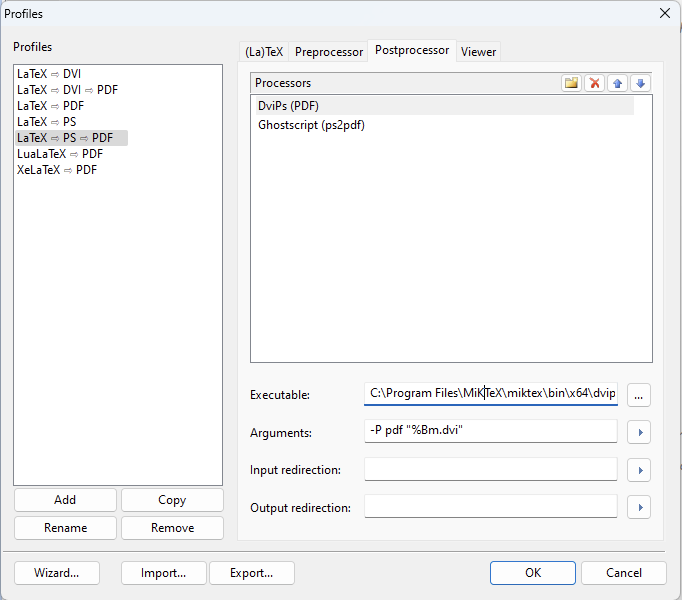 Profiles
Profiles
LaTeX ⇨ DVI
LaTeX ⇨ DVI ⇨ PDF
LaTeX ⇨ PDF
LaTeX ⇨ PS
LaTeX ⇨ PS ⇨ PDF
LuaLaTeX ⇨ PDF
XeLaTeX ⇨ PDF
Add Copy
Rename Remove
(La)TeX Preprocessor Postprocessor Viewer
Processors
DviPs (PDF)
Ghostscript (ps2pdf)
Executable: C:\Program Files\MiKTeX\miktex\bin\x64\dvip ...
Arguments: -P pdf "%Bm.dvi"
Input redirection:
Output redirection:
Wizard... Import... Export... OK Cancel